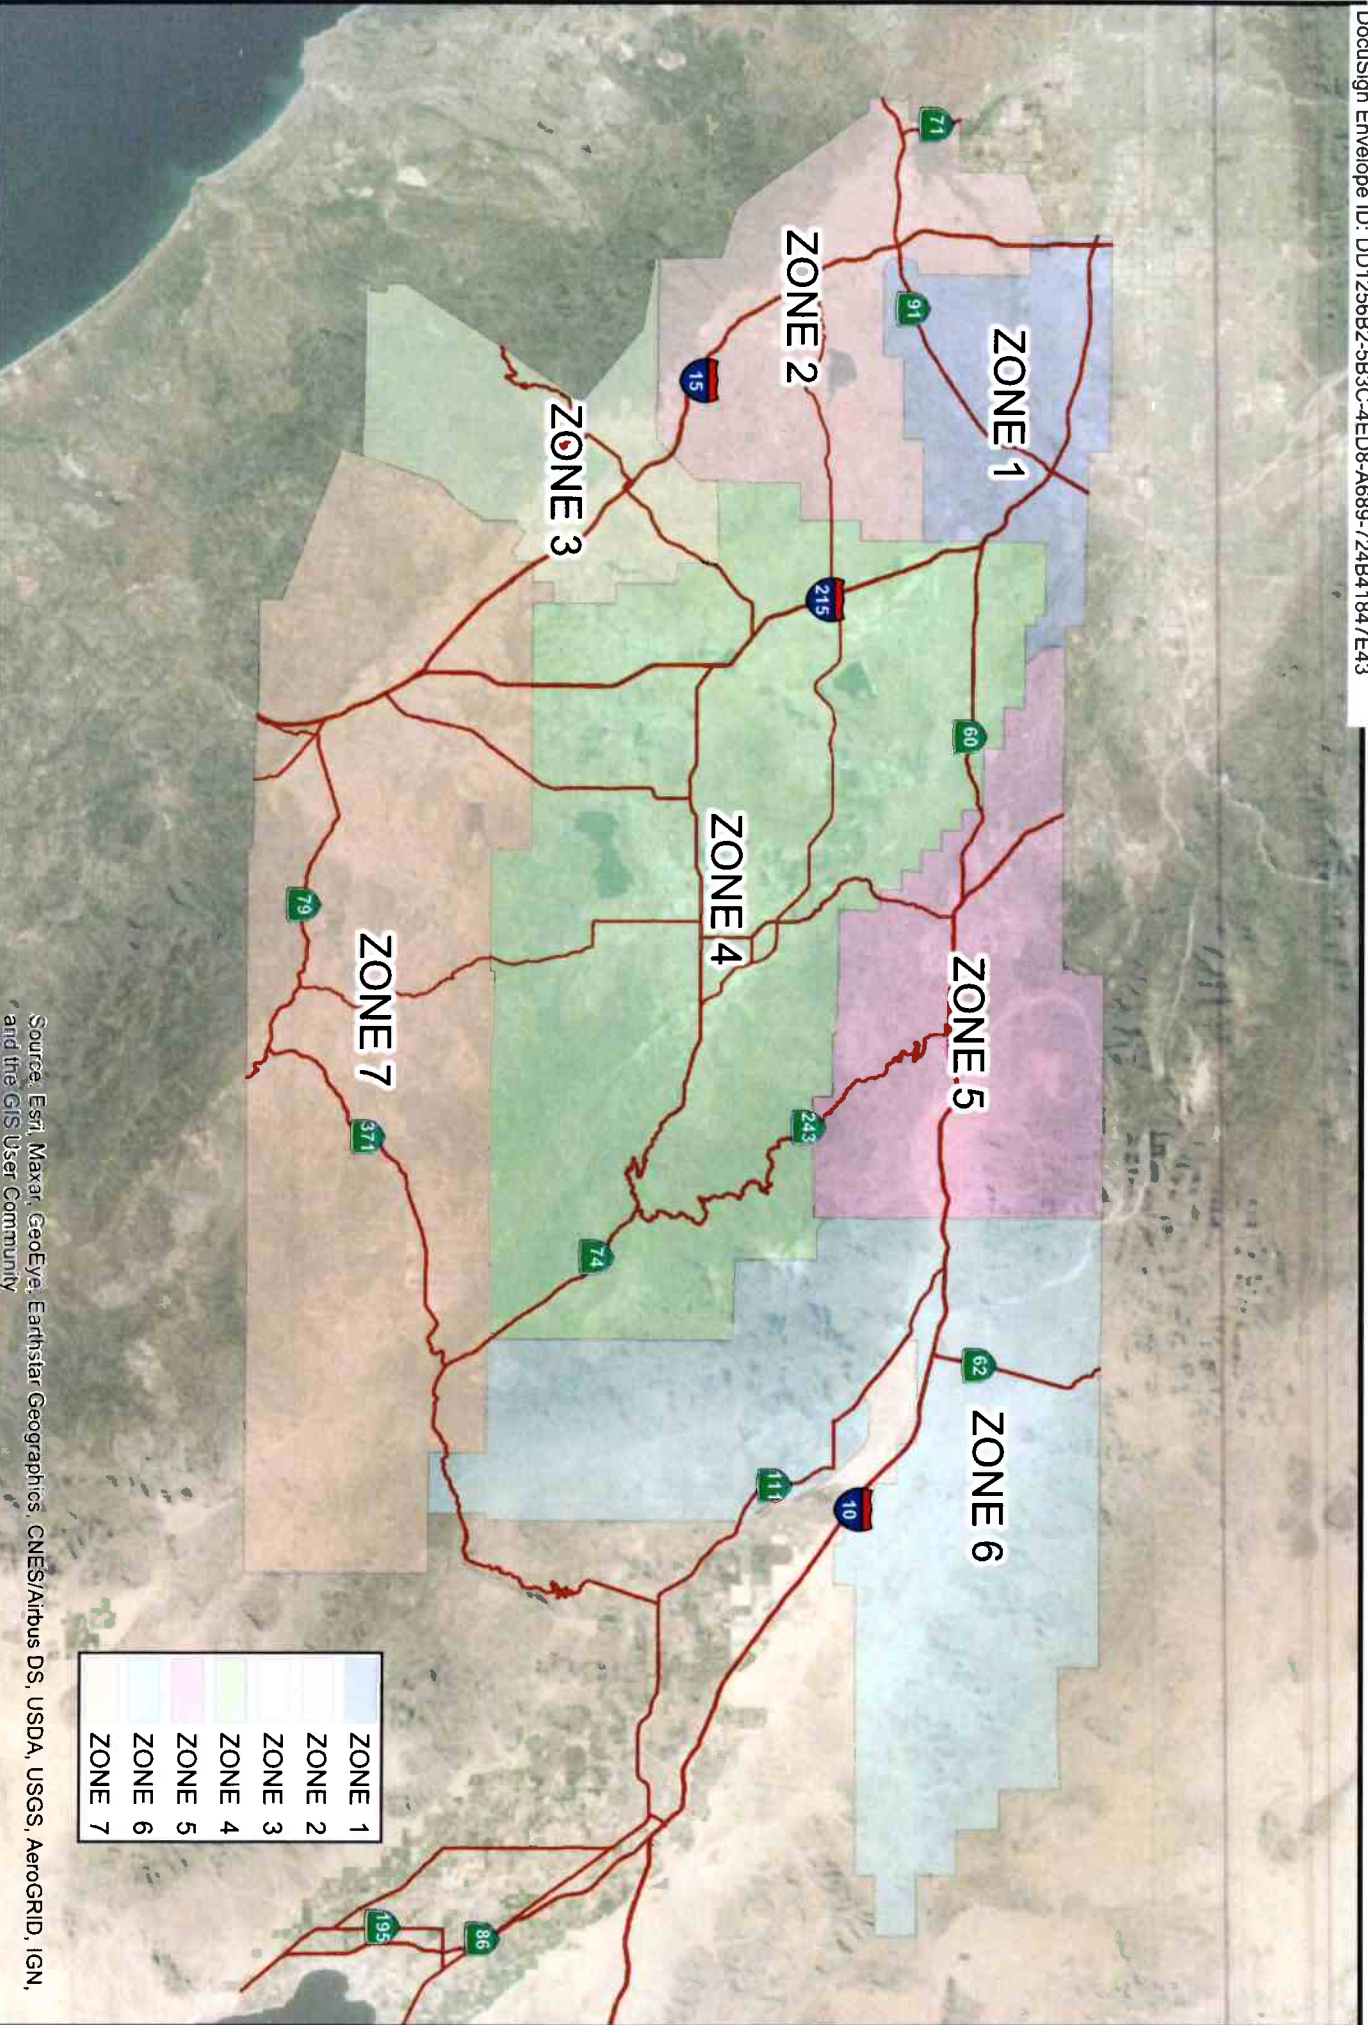 DocuSign Envelope ID: DD1256B2-5B3C-4ED8-A689-724B41847E43
71
91
ZONE 1
ZONE 2
15
ZONE 3
215
60
ZONE 4
ZONE 5
79
ZONE 7
371
243
74
62
ZONE 6
111
10
86
195
ZONE 1
ZONE 2
ZONE 3
ZONE 4
ZONE 5
ZONE 6
ZONE 7
Source: Esri, Maxar, GeoEye, Earthstar Geographics, CNES/Airbus DS, USDA, USGS, AeroGRID, IGN,
and the GIS User Community